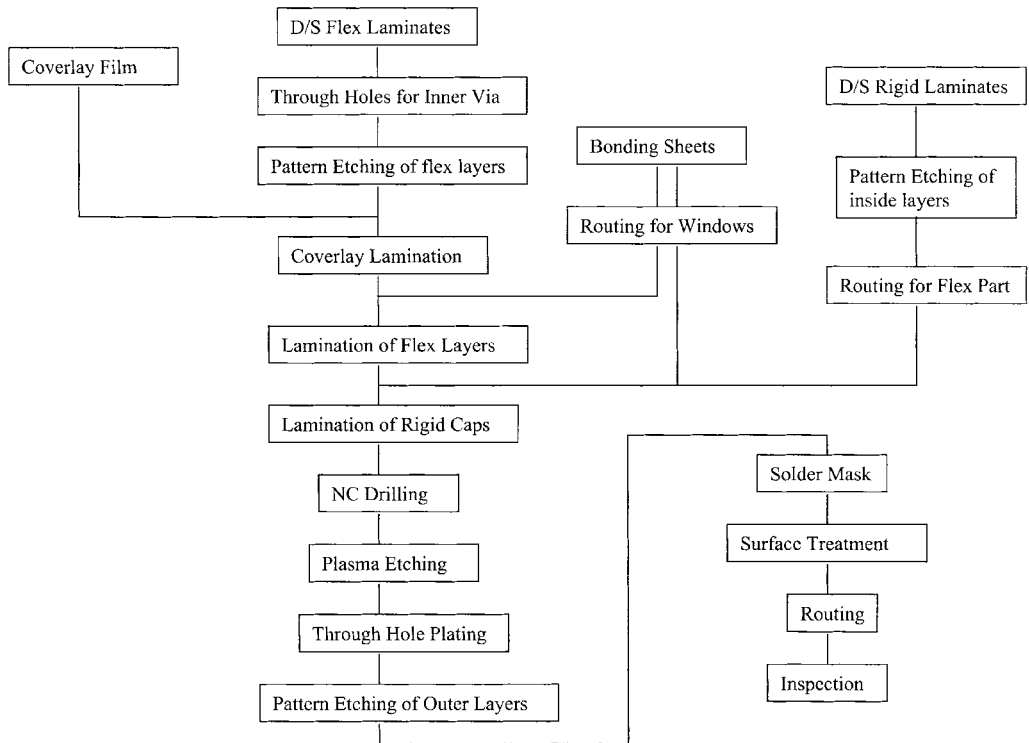 D/S Flex Laminates
Coverlay Film
D/S Rigid Laminates
Through Holes for Inner Via
Bonding Sheets
Pattern Etching of flex layers
Pattern Etching of
inside layers
Routing for Windows
Coverlay Lamination
Routing for Flex Part
Lamination of Flex Layers
Lamination of Rigid Caps
NC Drilling
Plasma Etching
Through Hole Plating
Pattern Etching of Outer Layers
Solder Mask
Surface Treatment
Routing
Inspection